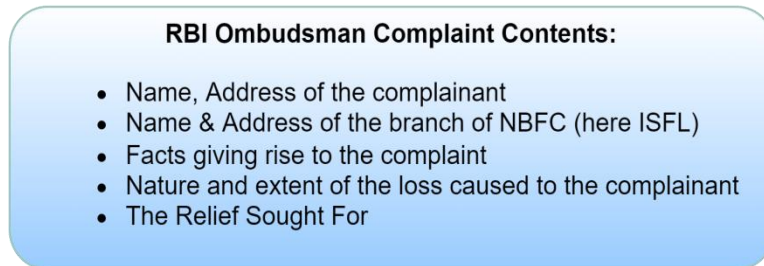 RBI Ombudsman Complaint Contents:
• Name, Address of the complainant
• Name & Address of the branch of NBFC (here ISFL)
• Facts giving rise to the complaint
• Nature and extent of the loss caused to the complainant
• The Relief Sought For